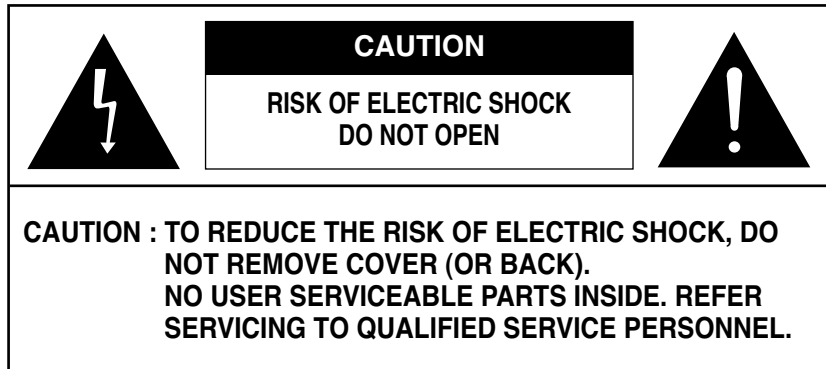 CAUTION
RISK OF ELECTRIC SHOCK
DO NOT OPEN
CAUTION : TO REDUCE THE RISK OF ELECTRIC SHOCK, DO
NOT REMOVE COVER (OR BACK).
NO USER SERVICEABLE PARTS INSIDE. REFER
SERVICING TO QUALIFIED SERVICE PERSONNEL.